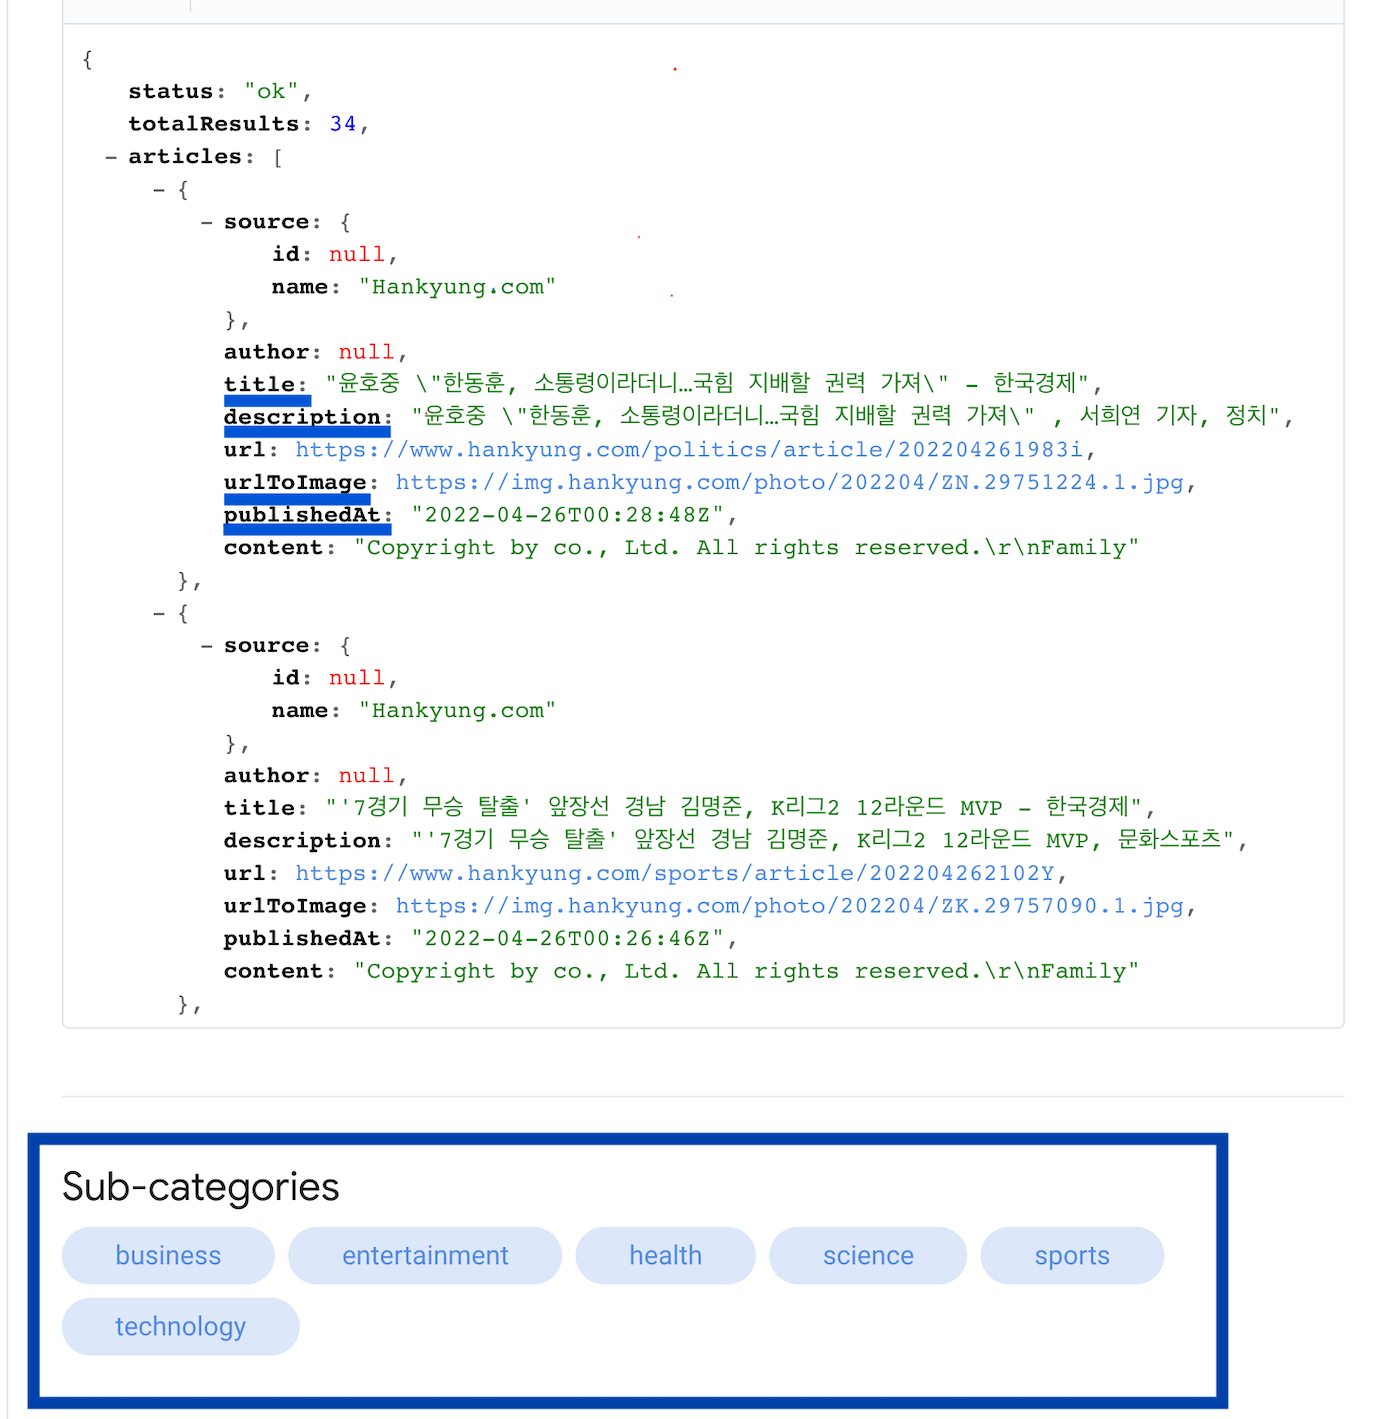 {
status: "ok",
totalResults: 34,
– articles: [
– {
– source: {
id: null,
name: "Hankyung.com"
},
author: null,
title: "윤호중 \"한동훈, 소통령이라더니…국힘 지배할 권력 가져\" – 한국경제",
description: "윤호중 \"한동훈, 소통령이라더니…국힘 지배할 권력 가져\" , 서희연 기자, 정치",
url: https://www.hankyung.com/politics/article/202204261983i,
urlToImage: https://img.hankyung.com/photo/202204/ZN.29751224.1.jpg,
publishedAt: "2022-04-26T00:28:48Z",
content: "Copyright by co., Ltd. All rights reserved.\r\nFamily"
},
– {
– source: {
id: null,
name: "Hankyung.com"
},
author: null,
title: "'7경기 무승 탈출' 앞장선 경남 김명준, K리그2 12라운드 MVP – 한국경제",
description: "'7경기 무승 탈출' 앞장선 경남 김명준, K리그2 12라운드 MVP, 문화스포츠",
url: https://www.hankyung.com/sports/article/202204262102Y,
urlToImage: https://img.hankyung.com/photo/202204/ZK.29757090.1.jpg,
publishedAt: "2022-04-26T00:26:46Z",
content: "Copyright by co., Ltd. All rights reserved.\r\nFamily"
},
Sub-categories
business entertainment health science sports
technology